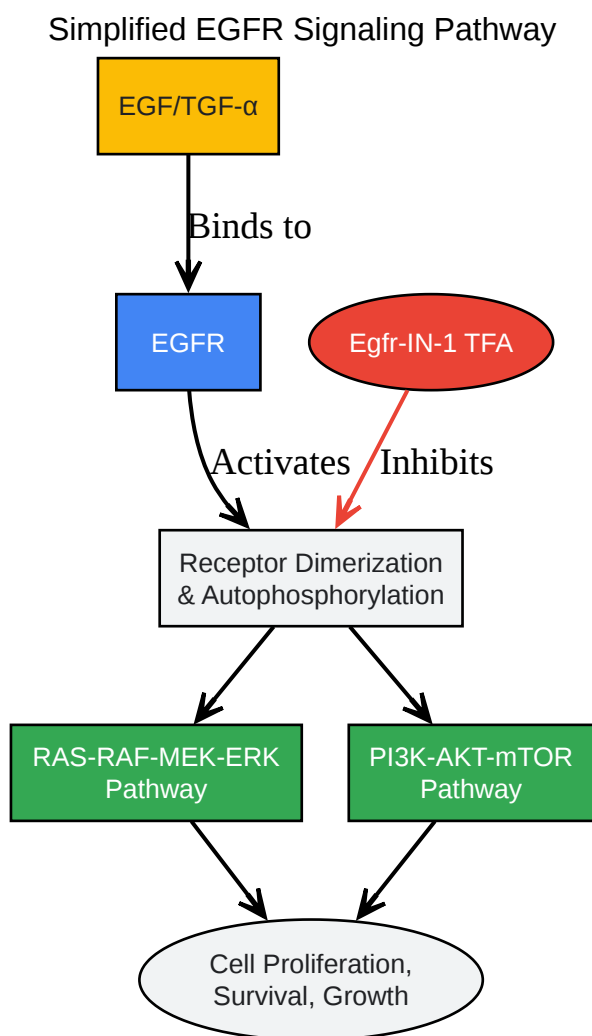 Simplified EGFR Signaling Pathway
EGF/TGF-α
Binds to
EGFR
Egfr-IN-1 TFA
Activates
Inhibits
Receptor Dimerization
& Autophosphorylation
RAS-RAF-MEK-ERK
Pathway
PI3K-AKT-mTOR
Pathway
Cell Proliferation,
Survival, Growth